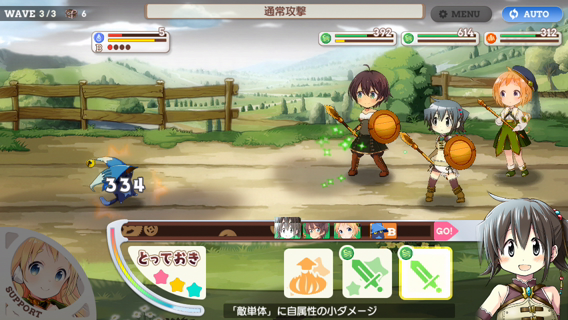 WAVE 3/3 6
通常攻撃
MENU
AUTO
5
392
614
312
334
B
GO!
とっておき
SUPPORT
「敵単体」に自属性の小ダメージ